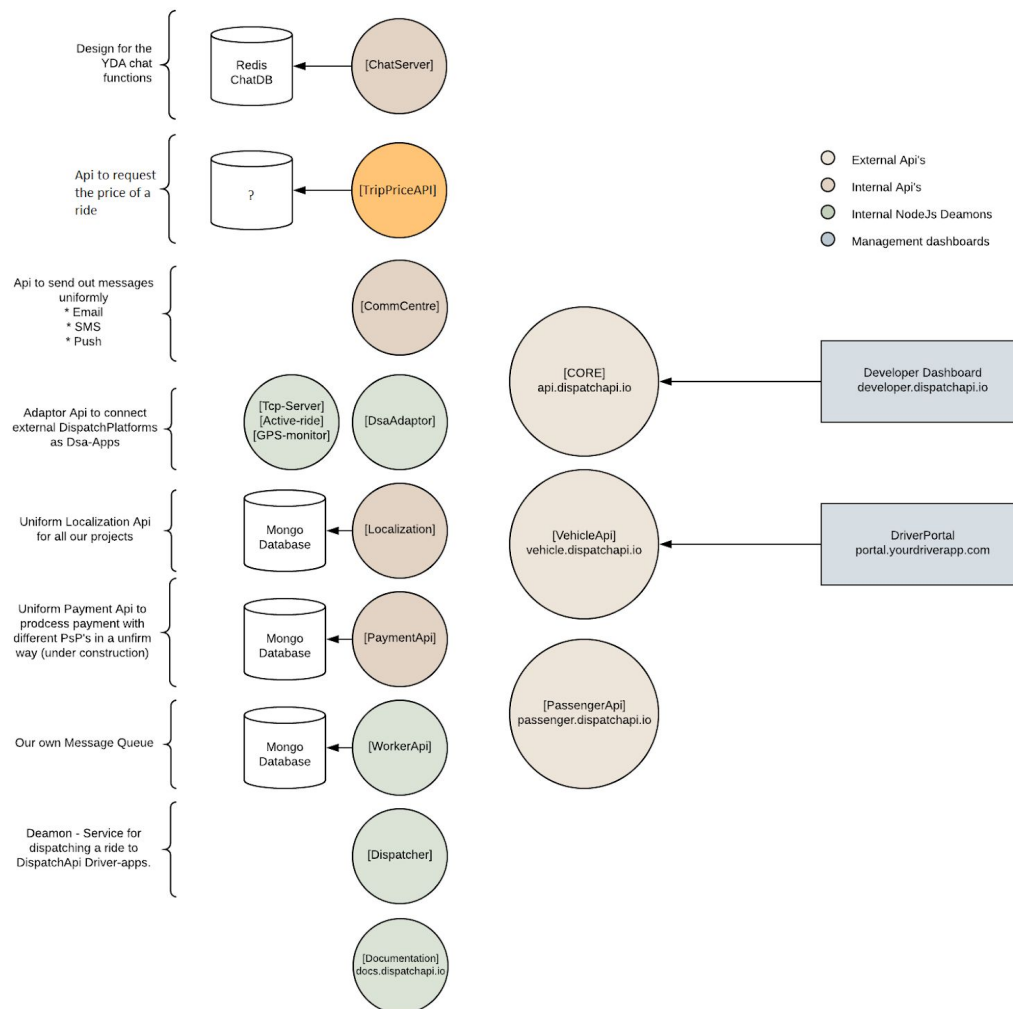 Design for the
YDA chat
functions
Redis
ChatDB
[ChatServer]
Api to request
the price of a
ride
?
[TripPriceAPI]
External Api's
Internal Api's
Internal NodeJs Deamons
Management dashboards
Api to send out messages
uniformly
* Email
* SMS
* Push
[CommCentre]
[CORE]
api.dispatchapi.io
Developer Dashboard
developer.dispatchapi.io
Adaptor Api to connect
external DispatchPlatforms
as Dsa-Apps
[Tcp-Server]
[Active-ride]
[GPS-monitor]
[DsaAdaptor]
Uniform Localization Api
for all our projects
Mongo
Database
[Localization]
[VehicleApi]
vehicle.dispatchapi.io
DriverPortal
portal.yourdriverapp.com
Uniform Payment Api to
prodcess payment with
different PsP's in a unfirm
way (under construction)
Mongo
Database
[PaymentApi]
[PassengerApi]
passenger.dispatchapi.io
Our own Message Queue
Mongo
Database
[WorkerApi]
Deamon - Service for
dispatching a ride to
DispatchApi Driver-apps.
[Dispatcher]
[Documentation]
docs.dispatchapi.io